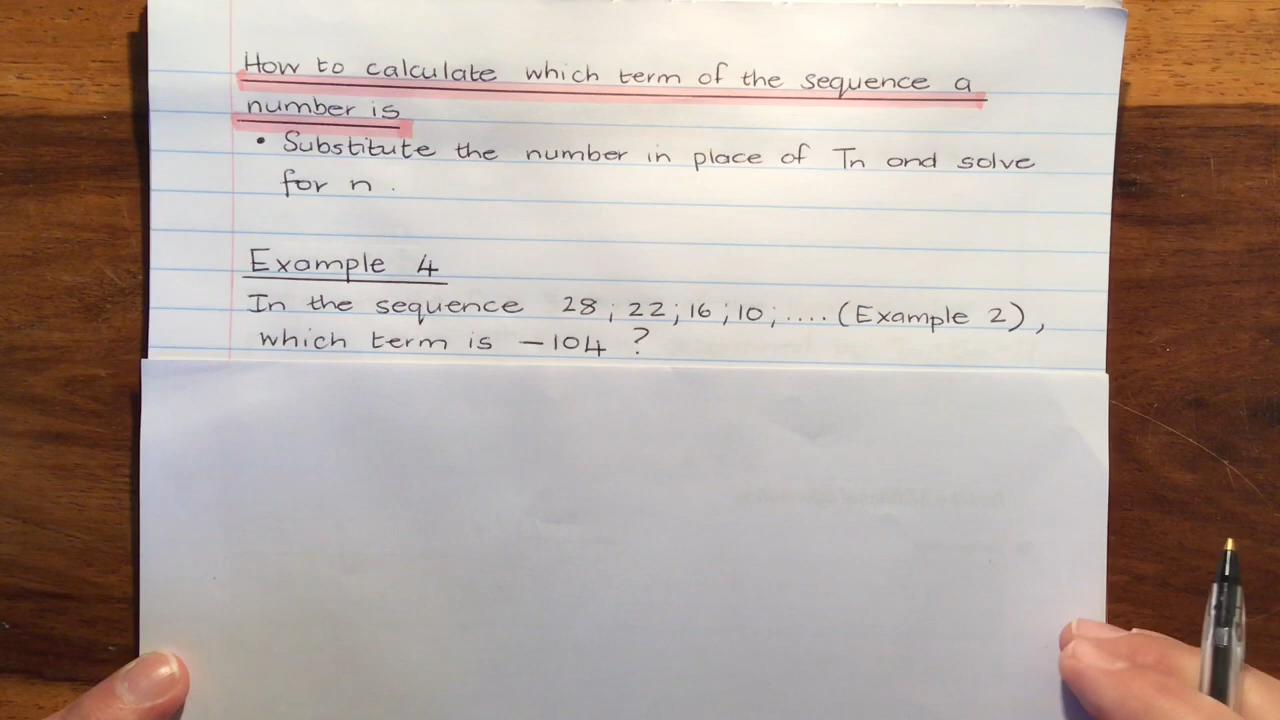 How to calculate which term of the sequence a
number is
• Substitute the number in place of Tn and solve
for n.
Example 4
In the sequence 28; 22; 16; 10; .... (Example 2),
which term is -104?